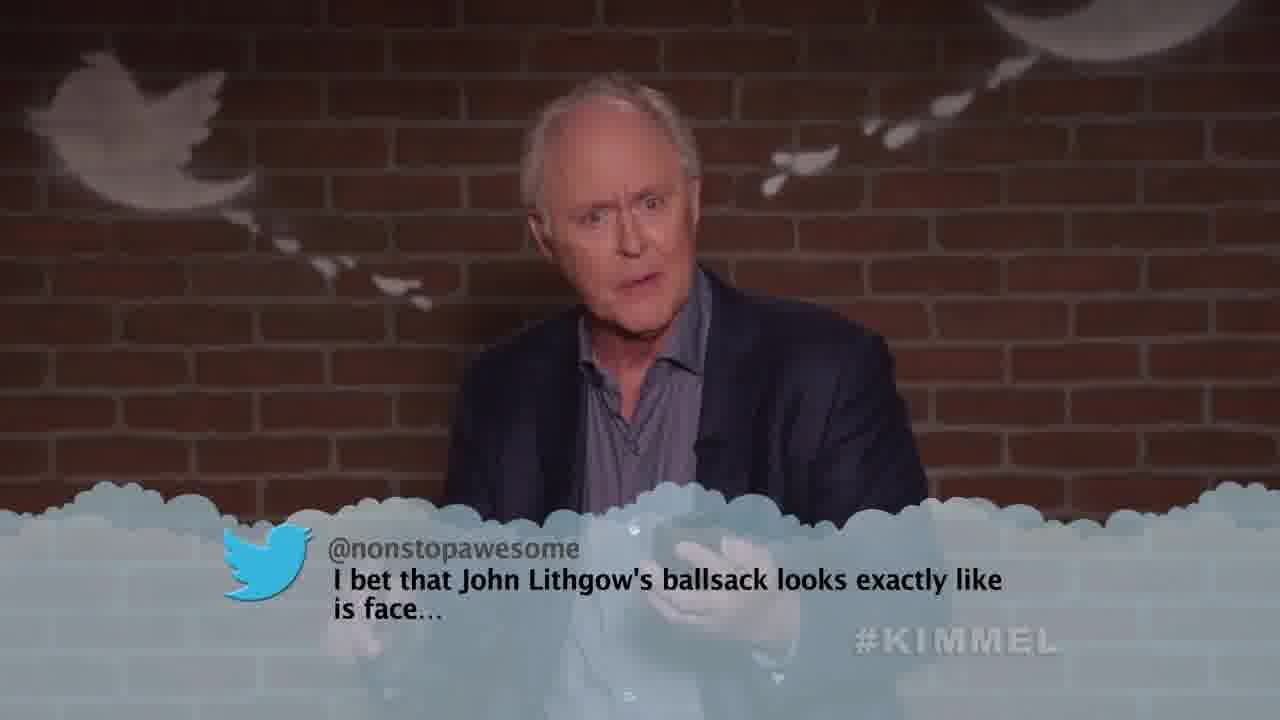 @nonstopawesome
I bet that John Lithgow's ballsack looks exactly like
is face...
#KIMMEL